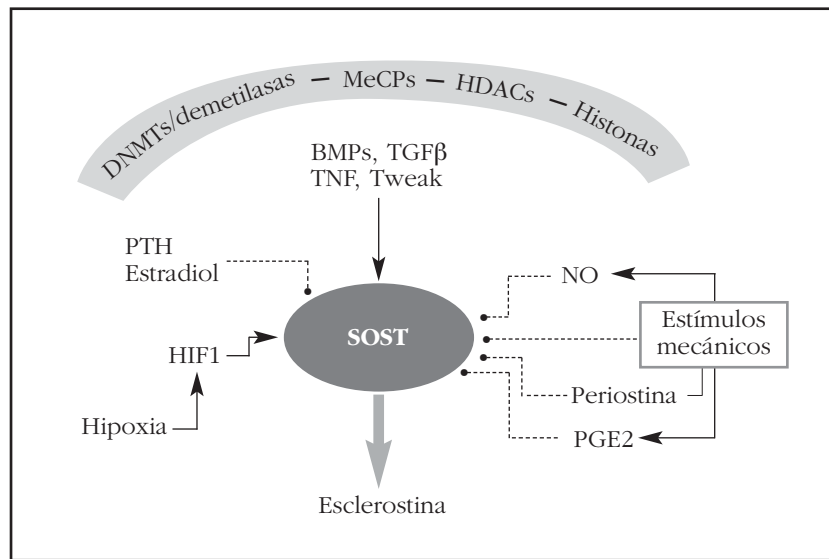 DNMTs/demetilasas – MeCPs – HDACs – Histonas
BMPs, TGFβ
TNF, Tweak
PTH
Estradiol
NO
Estímulos
mecánicos
SOST
HIF1
Periostina
Hipoxia
PGE2
Esclerostina